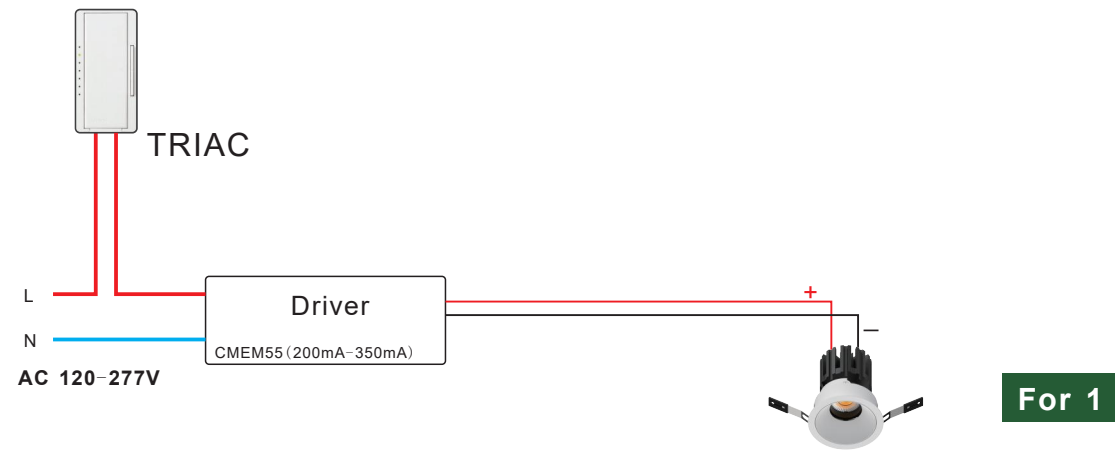 TRIAC
L
Driver
+
N
−
CMEM55(200mA-350mA)
AC 120-277V
For 1